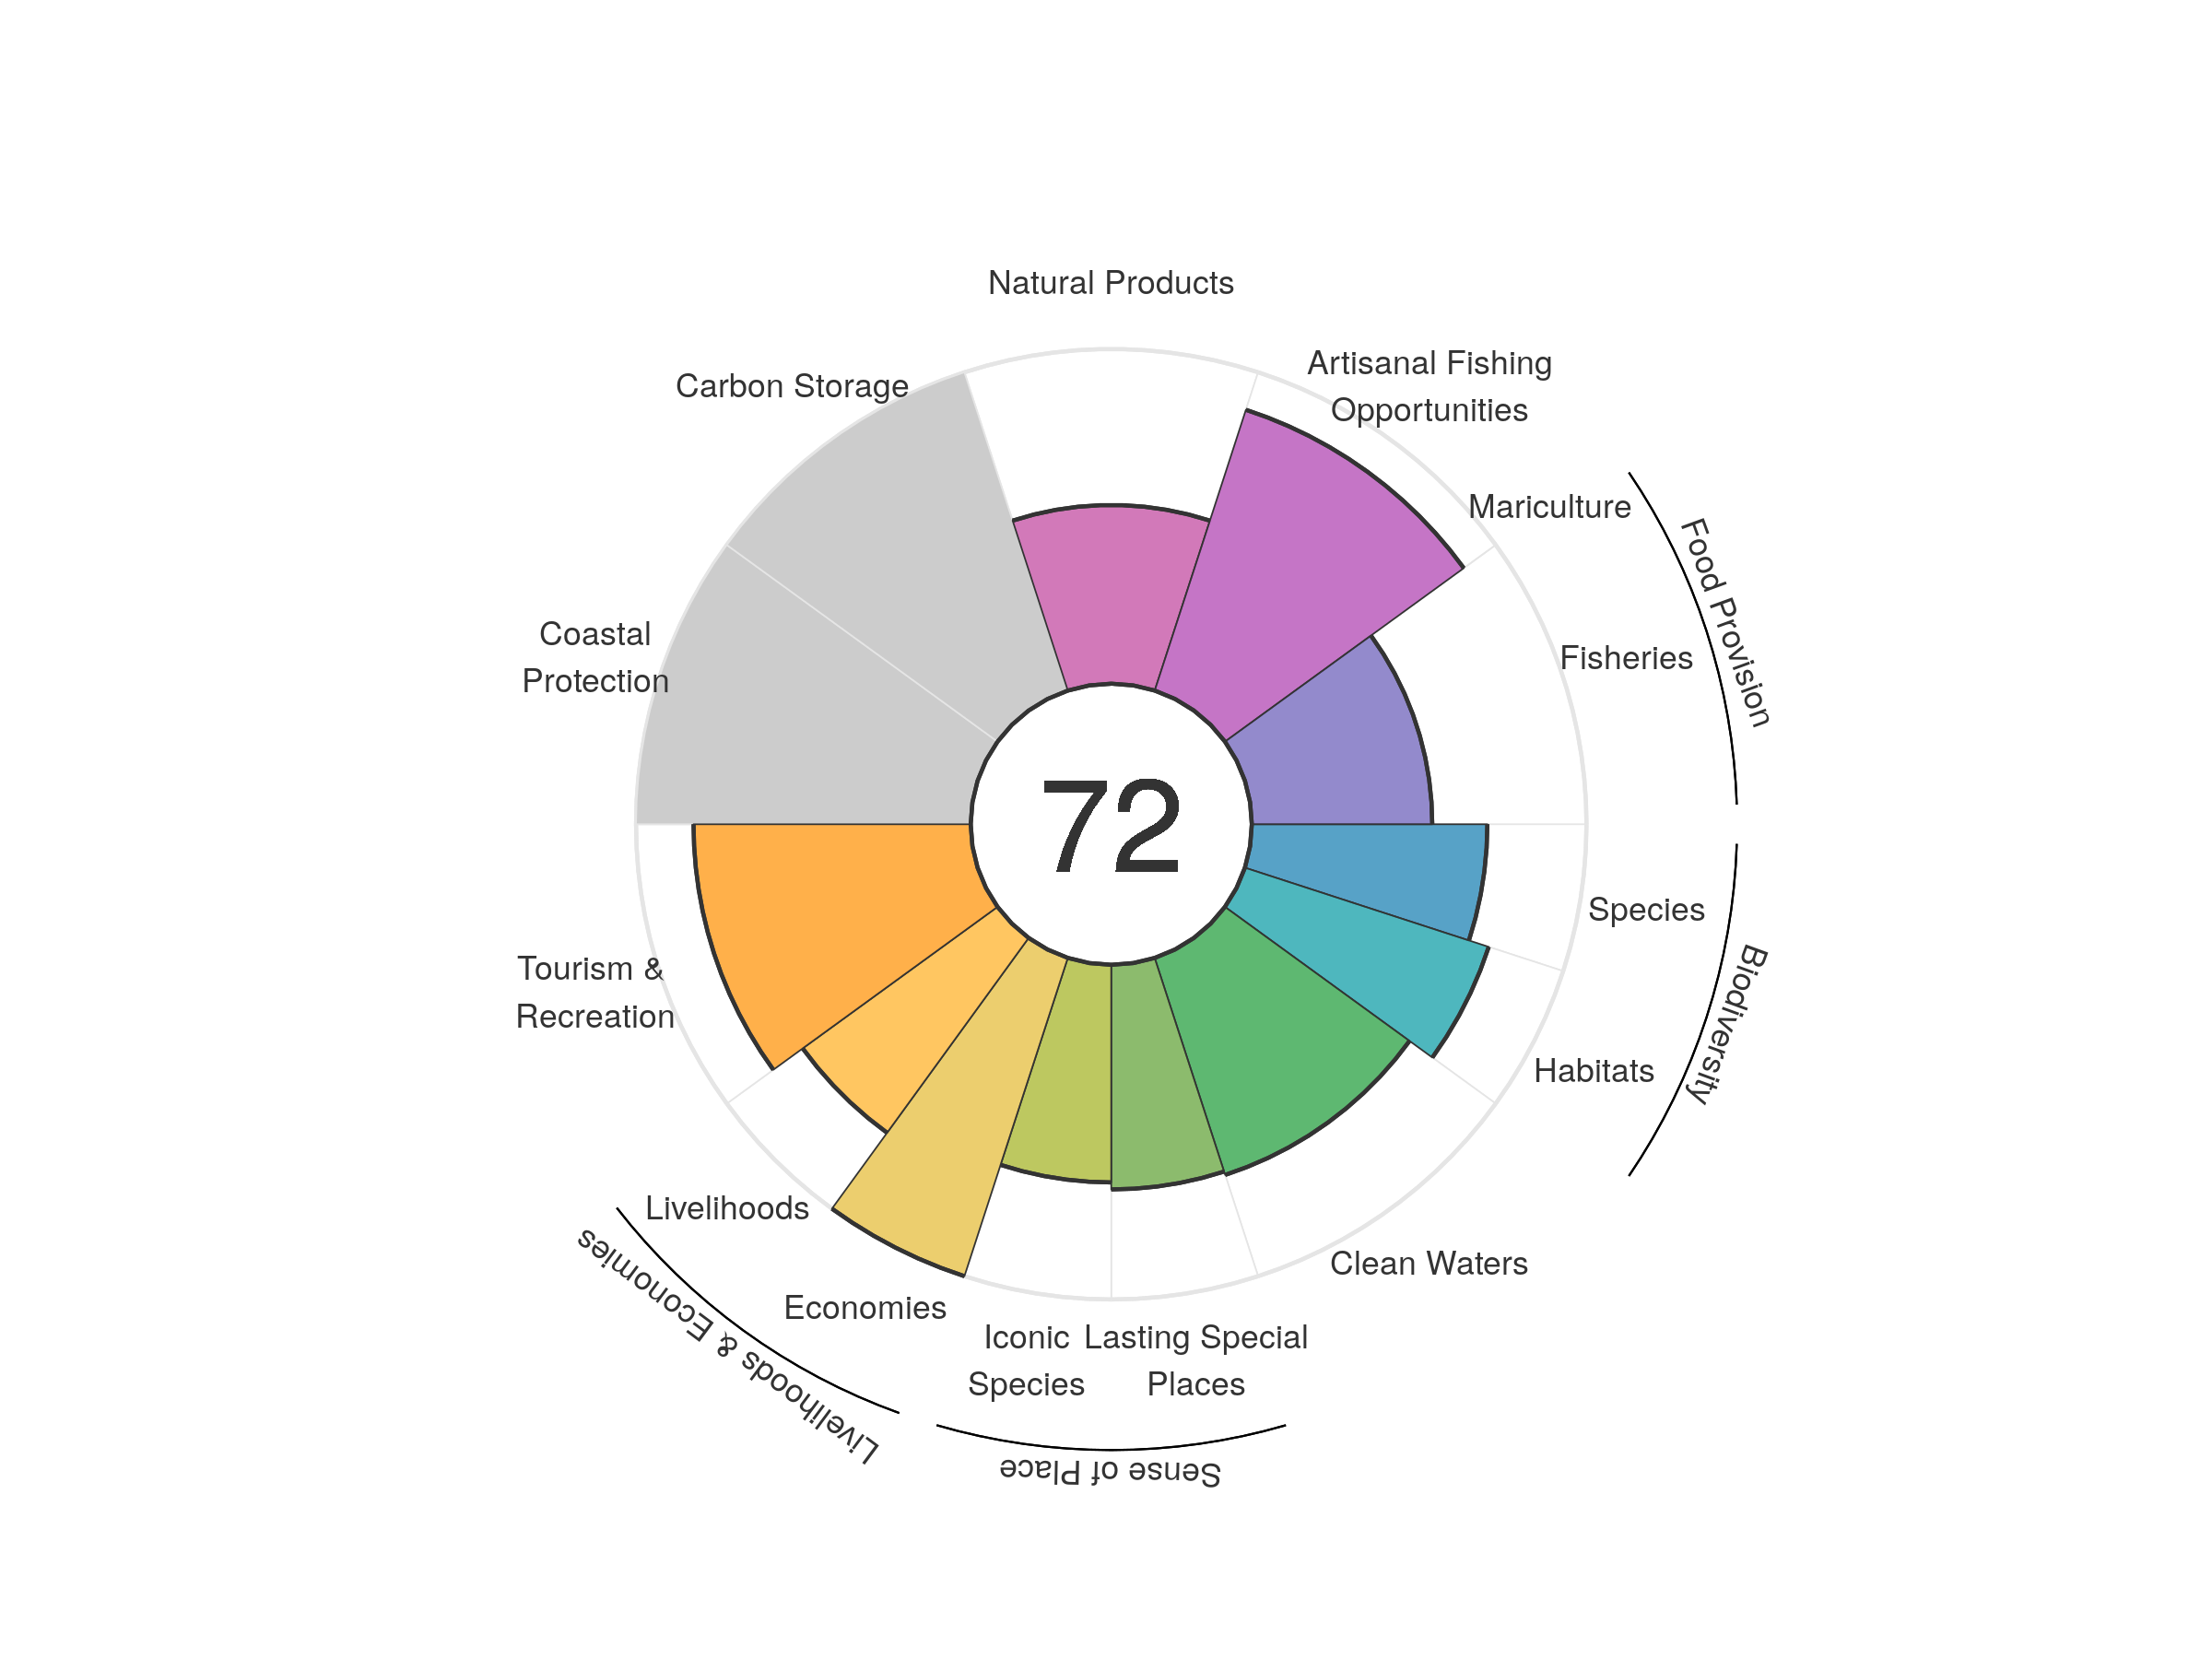 Natural Products
Artisanal Fishing
Opportunities
Carbon Storage
Mariculture
Food Provision
Coastal
Protection
Fisheries
72
Species
Biodiversity
Tourism &
Recreation
Habitats
Livelihoods
Clean Waters
Economies
Livelihoods & Economies
Iconic
Species
Lasting Special
Places
Sense of Place